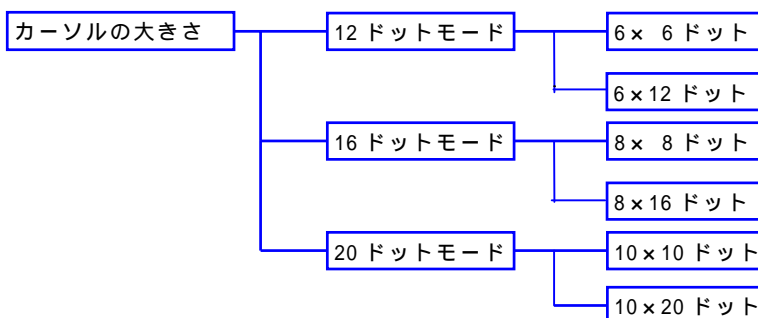 カーソルの大きさ
12 ドットモード
6× 6 ドット
6×12 ドット
16 ドットモード
8× 8 ドット
8×16 ドット
20 ドットモード
10×10 ドット
10×20 ドット